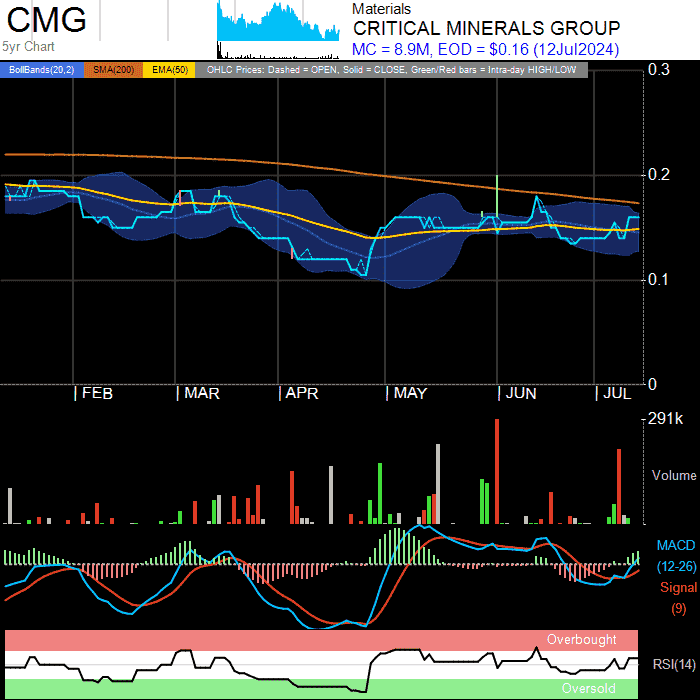 CMG
5yr Chart
Materials
CRITICAL MINERALS GROUP
MC = 8.9M, EOD = $0.16 (12Jul2024)
BollBands(20,2) SMA(200) EMA(50) OHLC Prices: Dashed = OPEN, Solid = CLOSE, Green/Red bars = Intra-day HIGH/LOW
0.3
0.2
0.1
0
| FEB | MAR | APR | MAY | JUN | JUL
291k
Volume
MACD
(12-26)
Signal
(9)
Overbought
RSI(14)
Oversold